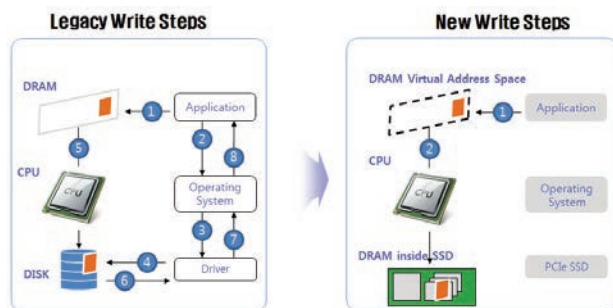 Legacy Write Steps
DRAM
Application
1
2
8
5
CPU
CPU
Operating
System
3
7
DISK
4
6
Driver
New Write Steps
DRAM Virtual Address Space
1
Application
2
CPU
CPU
Operating
System
DRAM inside SSD
PCIe SSD